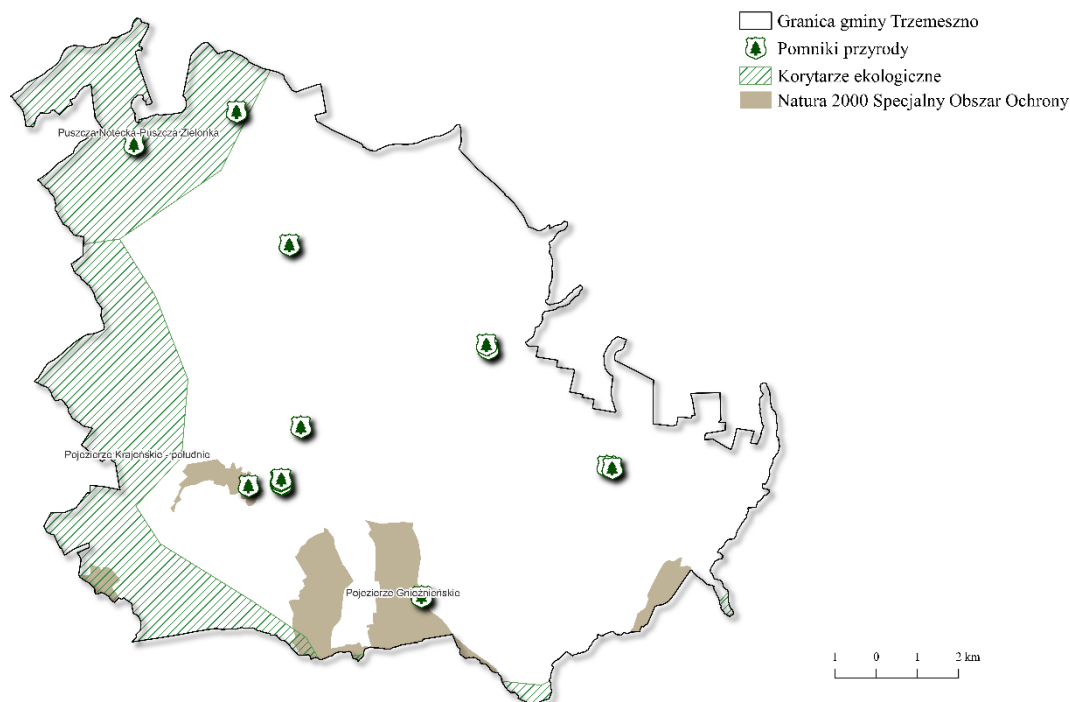 Granica gminy Trzemeszno
Pomniki przyrody
Korytarze ekologiczne
Natura 2000 Specjalny Obszar Ochrony
Puszcza Notecka-Puszcza Zielonka
Pojezierze Krajeńskie - południe
Pojezierze Gnieźnieńskie
1 0 1 2 km